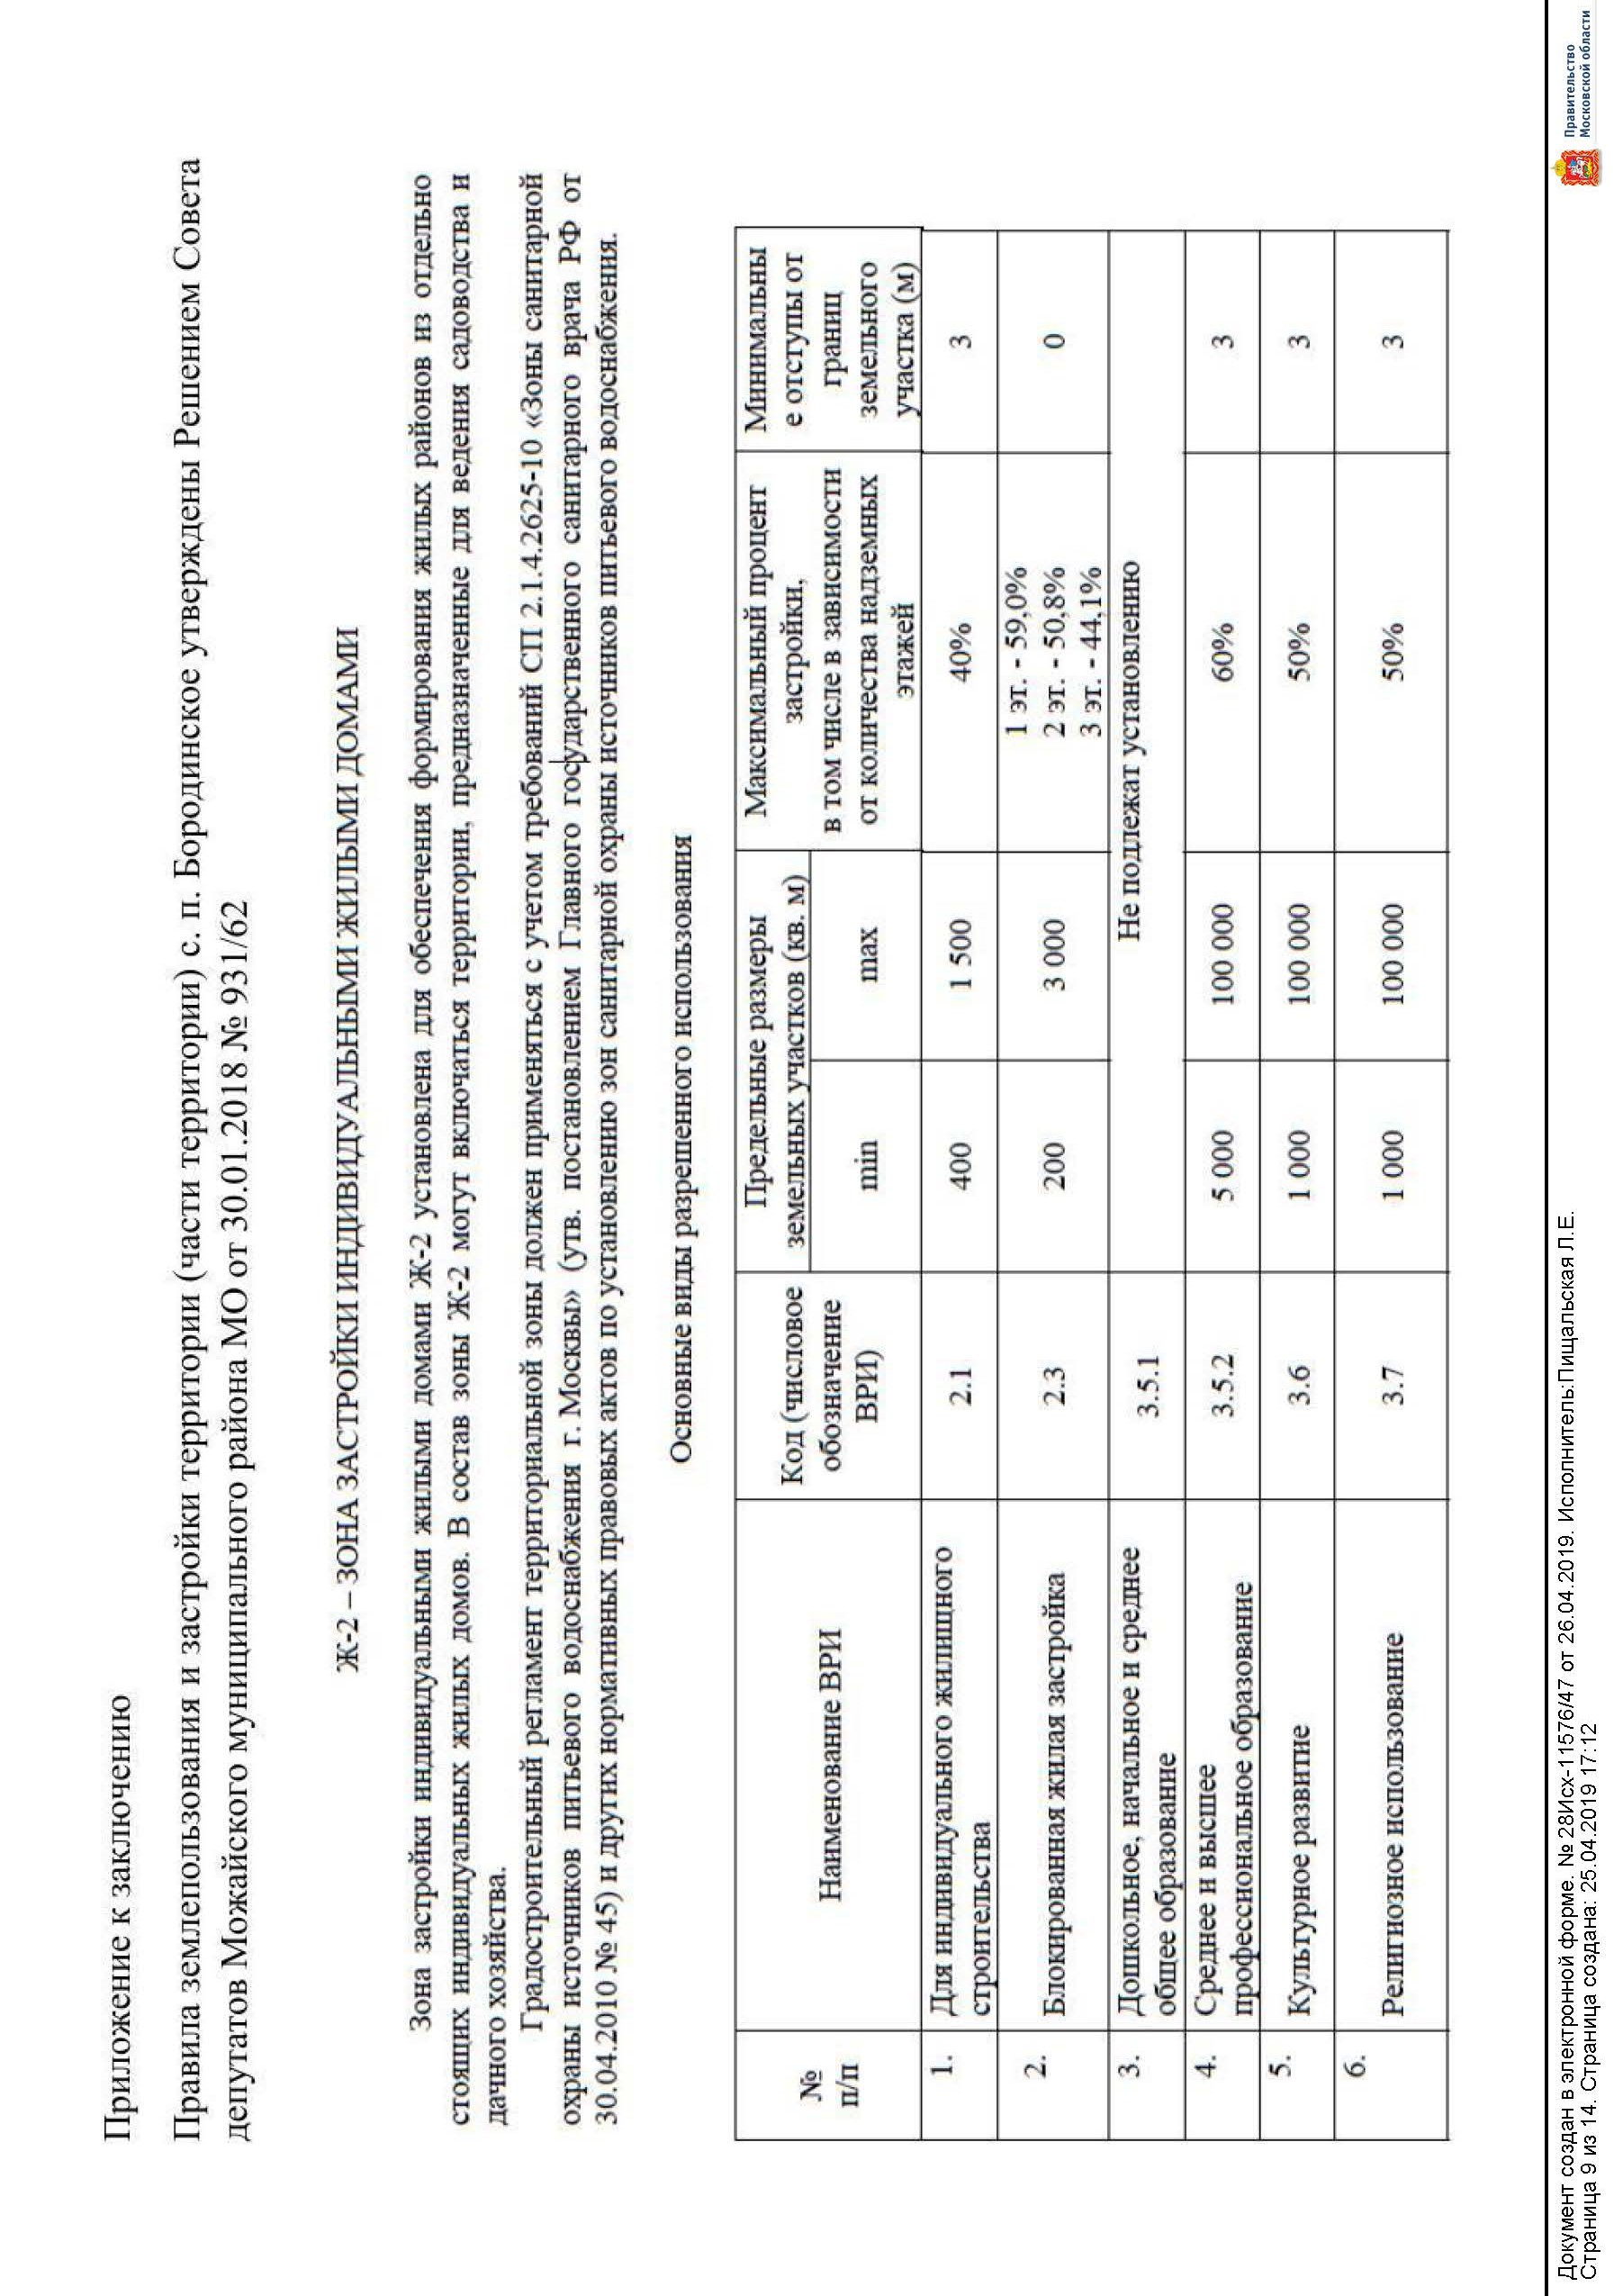 Приложение к заключению
Правила землепользования и застройки территории (части территории) с. п. Бородинское утверждены Решением Совета
депутатов Можайского муниципального района МО от 30.01.2018 № 931/62
Ж-2 – ЗОНА ЗАСТРОЙКИ ИНДИВИДУАЛЬНЫМИ ЖИЛЫМИ ДОМАМИ
Зона застройки индивидуальными жилыми домами Ж-2 установлена для обеспечения формирования жилых районов из отдельно
стоящих индивидуальных жилых домов. В состав зоны Ж-2 могут включаться территории, предназначенные для ведения садоводства и
дачного хозяйства.
Градостроительный регламент территориальной зоны должен применяться с учетом требований СП 2.1.4.2625-10 «Зоны санитарной
охраны источников питьевого водоснабжения г. Москвы» (утв. постановлением Главного государственного санитарного врача РФ от
30.04.2010 № 45) и других нормативных правовых актов по установлению зон санитарной охраны источников питьевого водоснабжения.
Основные виды разрешенного использования
№
п/п
Наименование ВРИ
Код (числовое
обозначение
ВРИ)
Предельные размеры
земельных участков (кв. м)
min
max
Максимальный процент
застройки,
в том числе в зависимости
от количества надземных
этажей
Минимальны
е отступы от
границ
земельного
участка (м)
1. Для индивидуального жилищного
строительства
2.1 400 1 500 40% 3
2. Блокированная жилая застройка 2.3 200 3 000
1 эт. - 59,0%
2 эт. - 50,8%
3 эт. - 44,1%
0
3. Дошкольное, начальное и среднее
общее образование
3.5.1 Не подлежат установлению
4. Среднее и высшее
профессиональное образование
3.5.2 5 000 100 000 60% 3
5. Культурное развитие 3.6 1 000 100 000 50% 3
6. Религиозное использование 3.7 1 000 100 000 50% 3
Документ создан в электронной форме. № 28Исх-11576/47 от 26.04.2019. Исполнитель:Пищальская Л.Е.
Страница 9 из 14. Страница создана: 25.04.2019 17:12
Правительство
Московской области